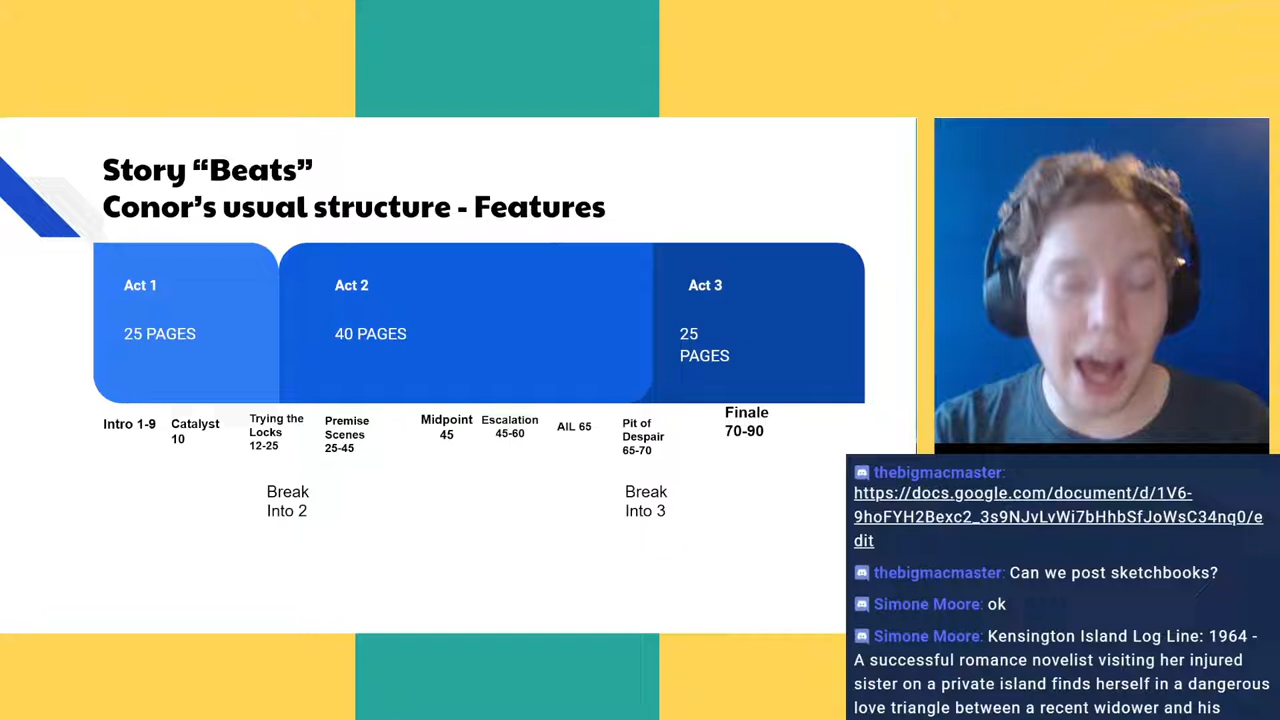 Story “Beats”
Conor’s usual structure - Features
Act 1
25 PAGES
Act 2
40 PAGES
Act 3
25
PAGES
Intro 1-9
Catalyst
10
Trying the
Locks
12-25
Premise
Scenes
25-45
Midpoint
45
Escalation
45-60
AIL 65
Pit of
Despair
65-70
Finale
70-90
Break
Into 2
Break
Into 3
thebigmacmaster:
https://docs.google.com/document/d/1V6-
9hoFYH2Bexc2_3s9NJvLvWi7bHhbSfJoWsC34nq0/e
dit
thebigmacmaster: Can we post sketchbooks?
Simone Moore: ok
Simone Moore: Kensington Island Log Line: 1964 -
A successful romance novelist visiting her injured
sister on a private island finds herself in a dangerous
love triangle between a recent widower and his